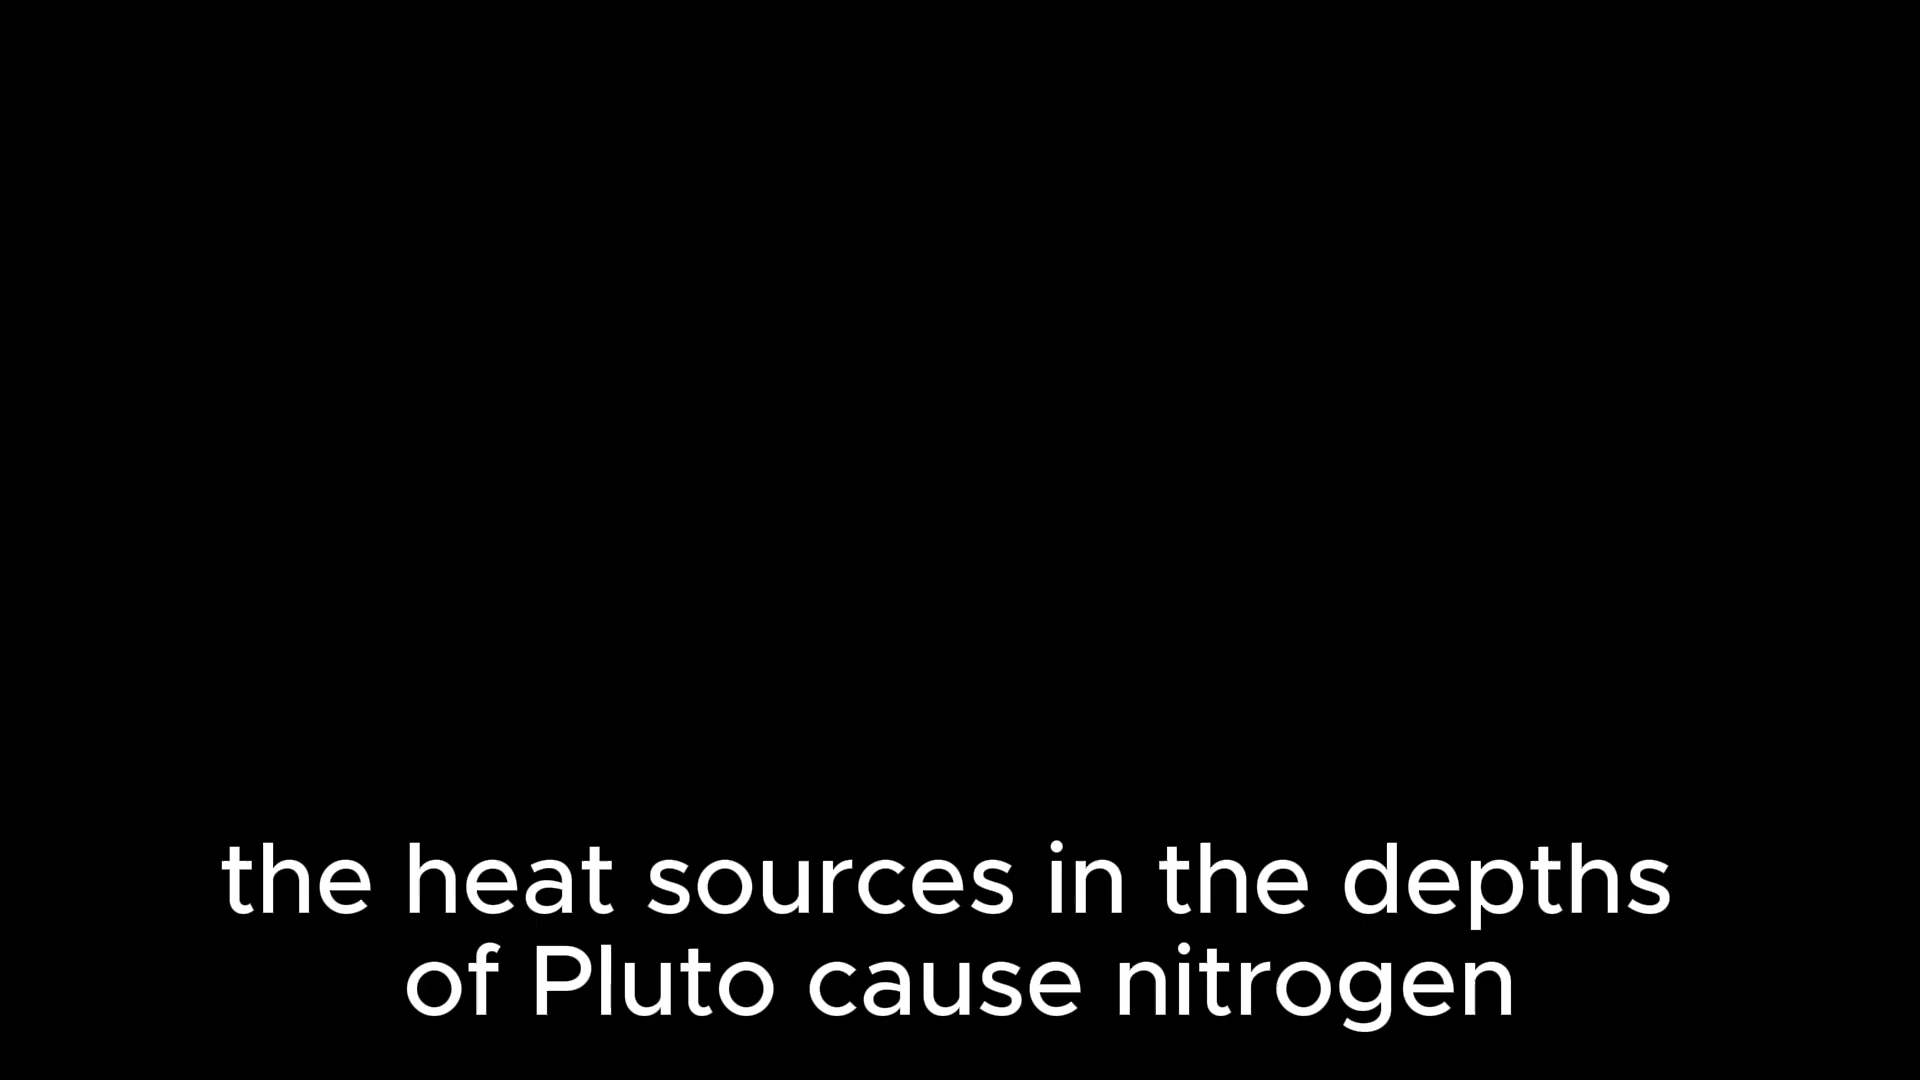 the heat sources in the depths
of Pluto cause nitrogen